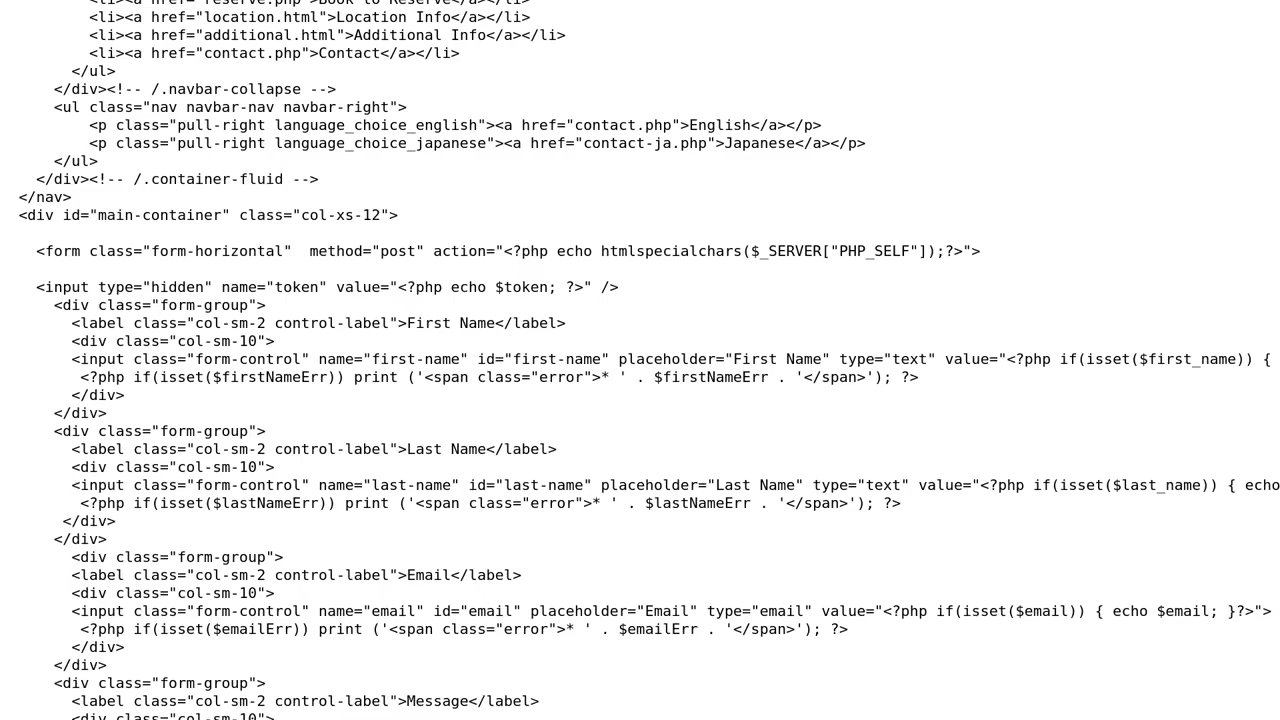 <li><a href="reserve.php">Book to Reserve</a></li>
<li><a href="location.html">Location Info</a></li>
<li><a href="additional.html">Additional Info</a></li>
<li><a href="contact.php">Contact</a></li>
</ul>
</div><!-- /.navbar-collapse -->
<ul class="nav navbar-nav navbar-right">
<p class="pull-right language_choice_english"><a href="contact.php">English</a></p>
<p class="pull-right language_choice_japanese"><a href="contact-ja.php">Japanese</a></p>
</ul>
</div><!-- /.container-fluid -->
</nav>
<div id="main-container" class="col-xs-12">
<form class="form-horizontal"  method="post" action="<?php echo htmlspecialchars($_SERVER["PHP_SELF"]);?>">
<input type="hidden" name="token" value="<?php echo $token; ?>" />
<div class="form-group">
<label class="col-sm-2 control-label">First Name</label>
<div class="col-sm-10">
<input class="form-control" name="first-name" id="first-name" placeholder="First Name" type="text" value="<?php if(isset($first_name)) {
<?php if(isset($firstNameErr)) print ('<span class="error">* ' . $firstNameErr . '</span>'); ?>
</div>
</div>
<div class="form-group">
<label class="col-sm-2 control-label">Last Name</label>
<div class="col-sm-10">
<input class="form-control" name="last-name" id="last-name" placeholder="Last Name" type="text" value="<?php if(isset($last_name)) { echo
<?php if(isset($lastNameErr)) print ('<span class="error">* ' . $lastNameErr . '</span>'); ?>
</div>
</div>
<div class="form-group">
<label class="col-sm-2 control-label">Email</label>
<div class="col-sm-10">
<input class="form-control" name="email" id="email" placeholder="Email" type="email" value="<?php if(isset($email)) { echo $email; }?>">
<?php if(isset($emailErr)) print ('<span class="error">* ' . $emailErr . '</span>'); ?>
</div>
</div>
<div class="form-group">
<label class="col-sm-2 control-label">Message</label>
<div class="col-sm-10">